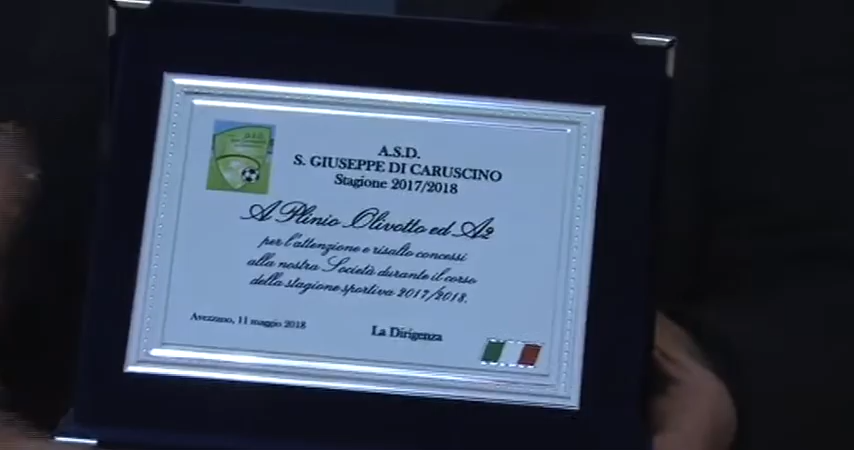 A.S.D.
S. GIUSEPPE DI CARUSCINO
Stagione 2017/2018
A Plinio Olivotto ed A2
per l'attenzione e risalto concessi
alla nostra Società durante il corso
della stagione sportiva 2017/2018.
Avezzano, 11 maggio 2018
La Dirigenza